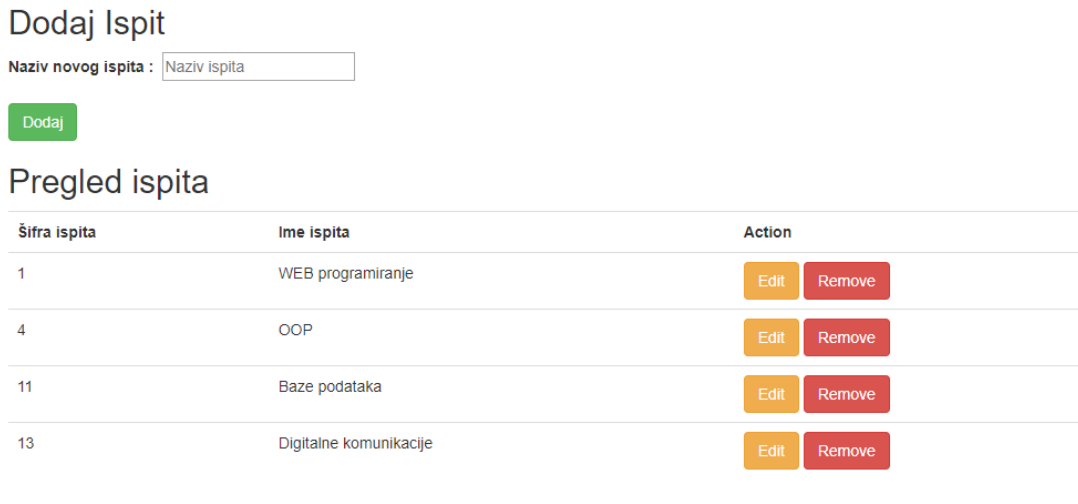 Dodaj Ispit
Naziv novog ispita : Naziv ispita
Dodaj
Pregled ispita
Šifra ispita Ime ispita Action
1 WEB programiranje Edit Remove
4 OOP Edit Remove
11 Baze podataka Edit Remove
13 Digitalne komunikacije Edit Remove